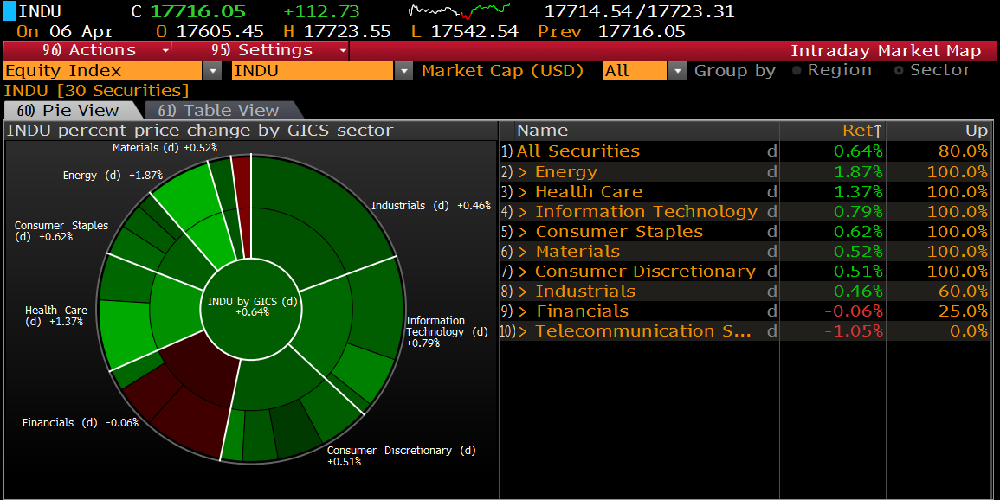 INDU C 17716.05 +112.73 17714.54/17723.31
On 06 Apr O 17605.45 H 17723.55 L 17542.54 Prev 17716.05
96) Actions 95) Settings Intraday Market Map
Equity Index INDU Market Cap (USD) All Group by Region Sector
INDU [30 Securities]
60) Pie View 61) Table View
INDU percent price change by GICS sector
Materials (d) +0.52%
Energy (d) +1.87%
Industrials (d) +0.46%
Consumer Staples
(d) +0.62%
INDU by GICS (d)
+0.64%
Health Care
(d) +1.37%
Information
Technology (d)
+0.79%
Financials (d) -0.06%
Consumer Discretionary (d)
+0.51%
Name Ret↑ Up
1) All Securities d 0.64% 80.0%
2) > Energy d 1.87% 100.0%
3) > Health Care d 1.37% 100.0%
4) > Information Technology d 0.79% 100.0%
5) > Consumer Staples d 0.62% 100.0%
6) > Materials d 0.52% 100.0%
7) > Consumer Discretionary d 0.51% 100.0%
8) > Industrials d 0.46% 60.0%
9) > Financials d -0.06% 25.0%
10) > Telecommunication S... d -1.05% 0.0%